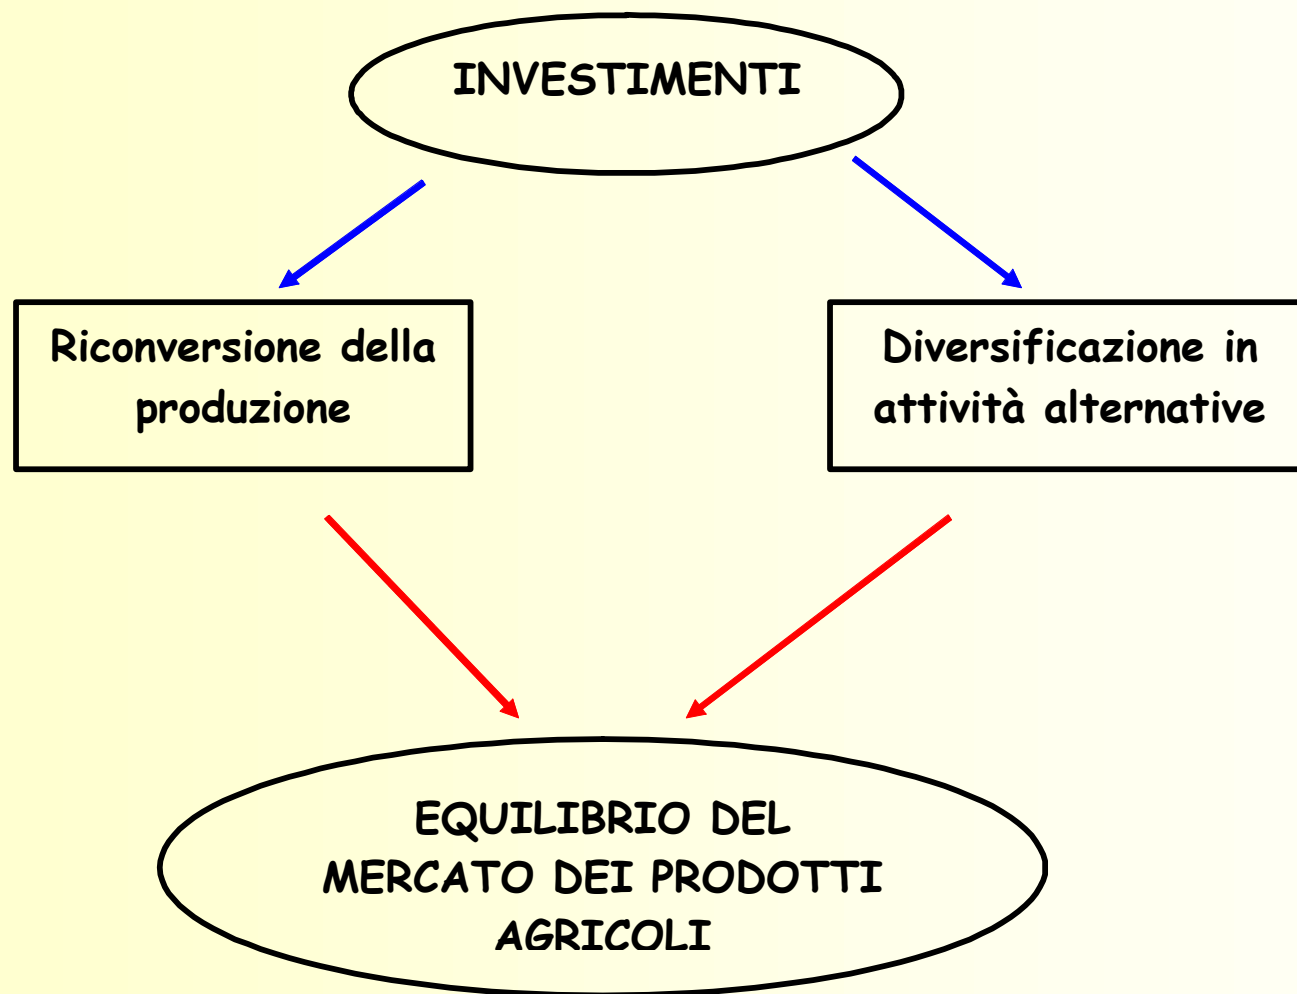 INVESTIMENTI
Riconversione della
produzione
Diversificazione in
attività alternative
EQUILIBRIO DEL
MERCATO DEI PRODOTTI
AGRICOLI